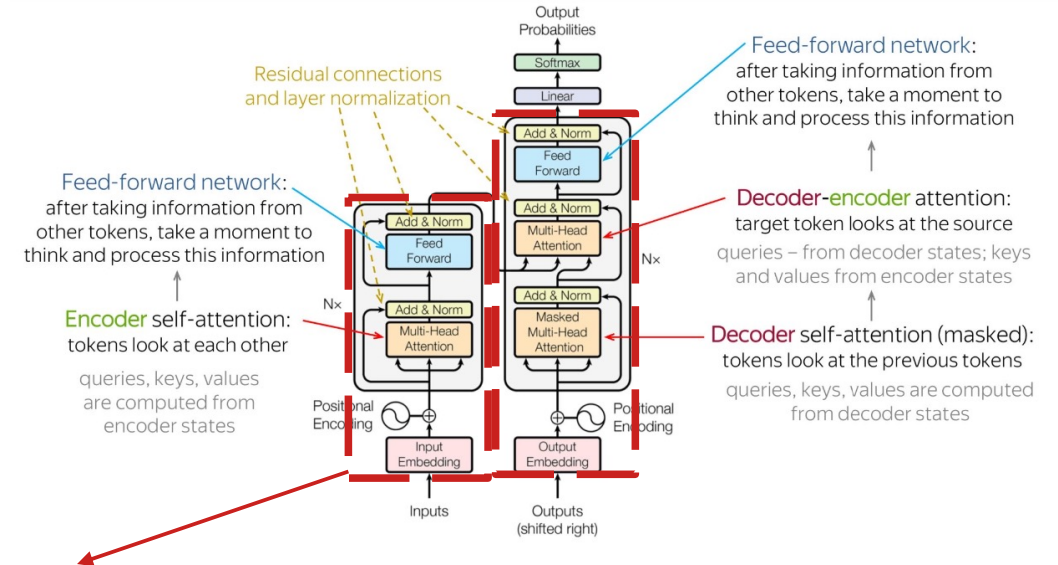 Output
Probabilities
Softmax
Linear
Add & Norm
Feed
Forward
Add & Norm
Multi-Head
Attention
Nx
Add & Norm
Masked
Multi-Head
Attention
Positional
Encoding
Output
Embedding
Outputs
(shifted right)
Residual connections
and layer normalization
Feed-forward network:
after taking information from
other tokens, take a moment to
think and process this information
Encoder self-attention:
tokens look at each other
queries, keys, values
are computed from
encoder states
Add & Norm
Feed
Forward
Nx
Add & Norm
Multi-Head
Attention
Positional
Encoding
Input
Embedding
Inputs
Feed-forward network:
after taking information from
other tokens, take a moment to
think and process this information
Decoder-encoder attention:
target token looks at the source
queries – from decoder states; keys
and values from encoder states
Decoder self-attention (masked):
tokens look at the previous tokens
queries, keys, values are computed
from decoder states